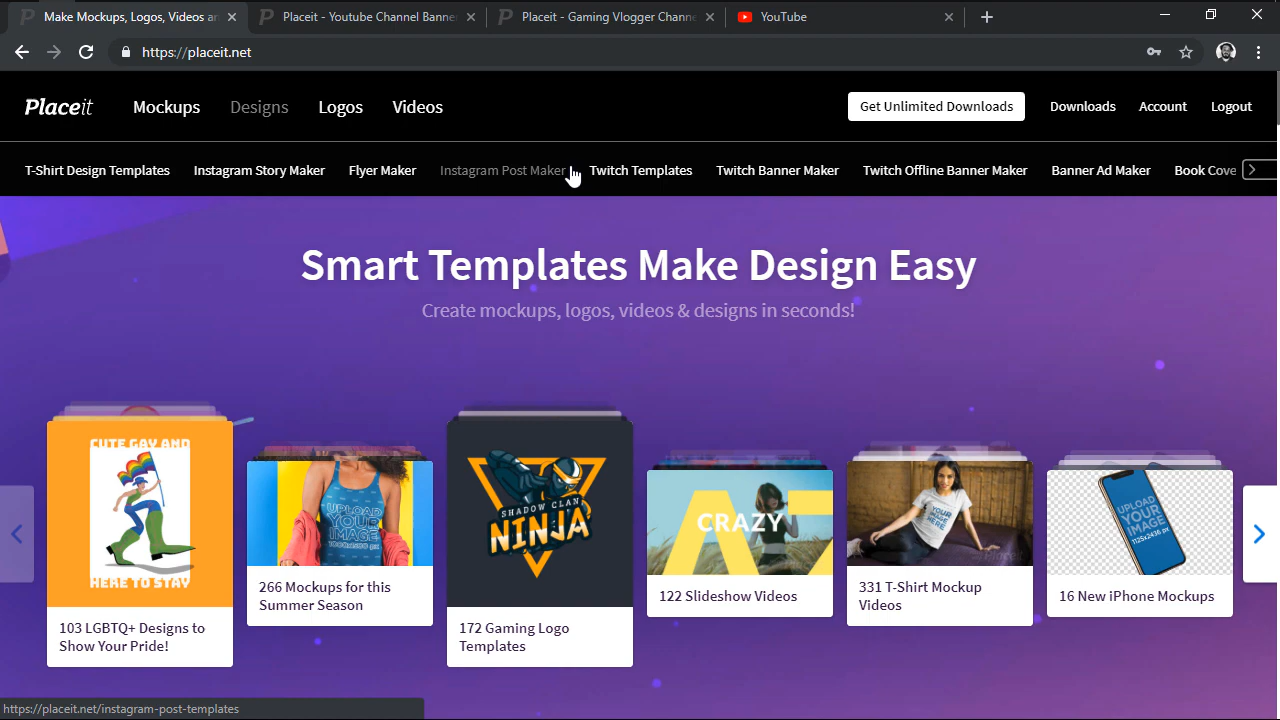 Make Mockups, Logos, Videos a
Placeit - Youtube Channel Banner
Placeit - Gaming Vlogger Chann
YouTube
https://placeit.net
Placeit
Mockups
Designs
Logos
Videos
Get Unlimited Downloads
Downloads
Account
Logout
T-Shirt Design Templates
Instagram Story Maker
Flyer Maker
Instagram Post Maker
Twitch Templates
Twitch Banner Maker
Twitch Offline Banner Maker
Banner Ad Maker
Book Cove
Smart Templates Make Design Easy
Create mockups, logos, videos & designs in seconds!
CUTE GAY AND
HERE TO STAY
103 LGBTQ+ Designs to
Show Your Pride!
UPLOAD
YOUR
IMAGE
266 Mockups for this
Summer Season
SHADOW CLAN
NINJA
172 Gaming Logo
Templates
CRAZY
122 Slideshow Videos
UPLOAD
YOUR IMAGE
HERE
331 T-Shirt Mockup
Videos
UPLOAD
YOUR
IMAGE
1125x2436 px
16 New iPhone Mockups
https://placeit.net/instagram-post-templates